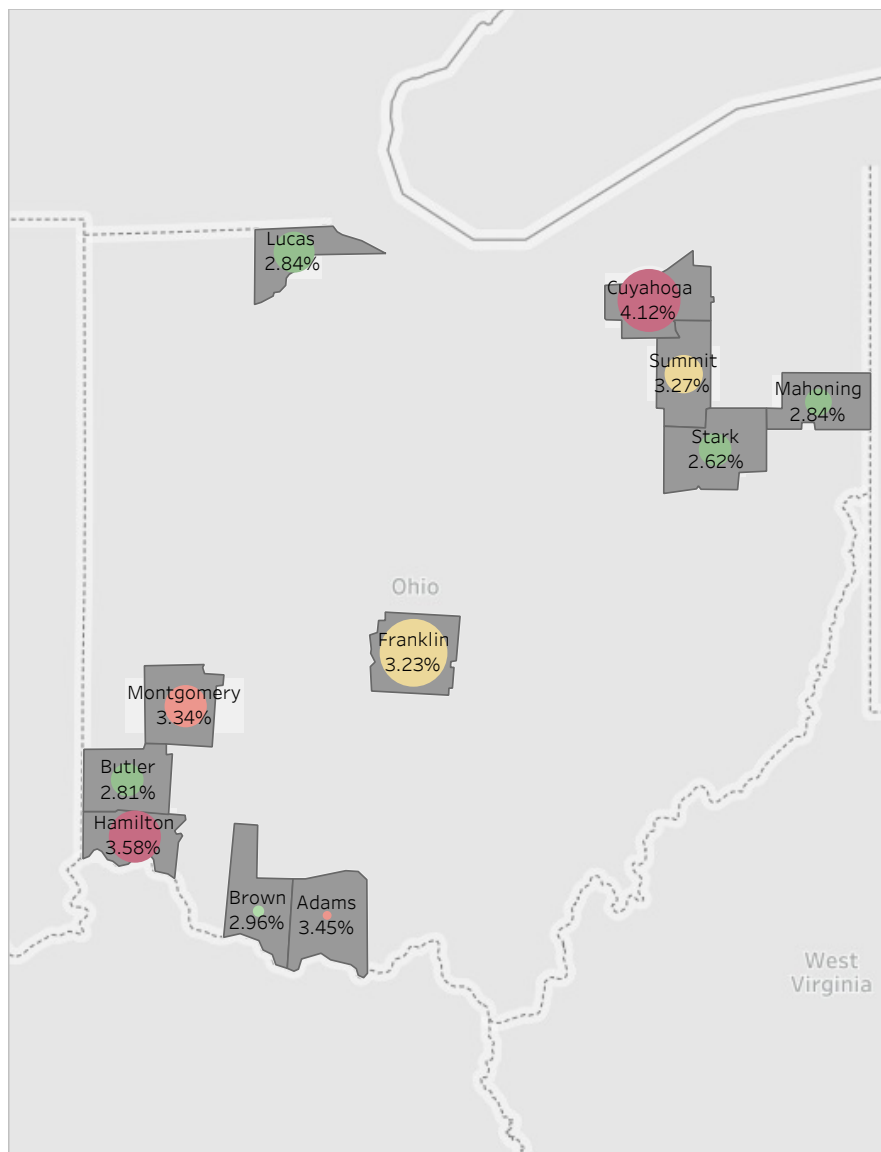 Lucas
2.84%
Cuyahoga
4.12%
Summit
3.27%
Mahoning
2.84%
Stark
2.62%
Ohio
Franklin
3.23%
Montgomery
3.34%
Butler
2.81%
Hamilton
3.58%
Brown
2.96%
Adams
3.45%
West
Virginia